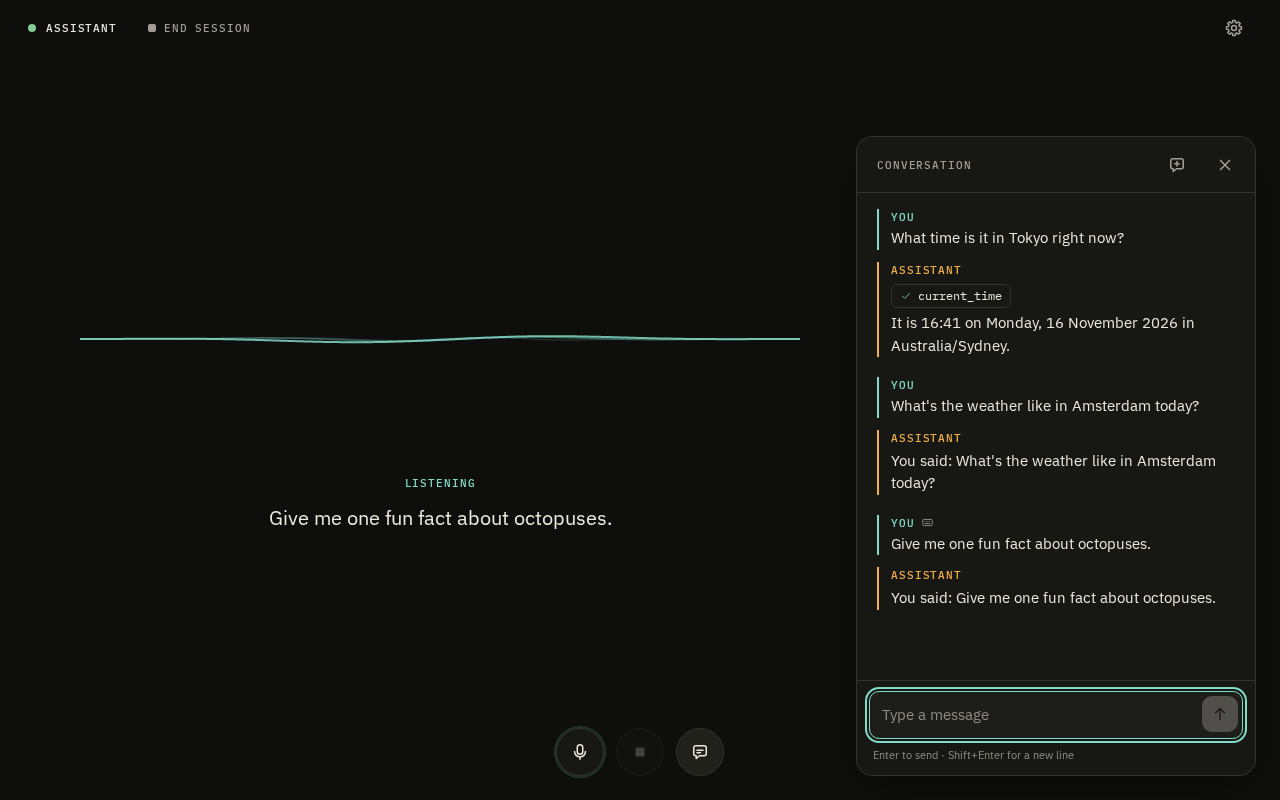 ASSISTANT
END SESSION
LISTENING
Give me one fun fact about octopuses.
CONVERSATION
YOU
What time is it in Tokyo right now?
ASSISTANT
current_time
It is 16:41 on Monday, 16 November 2026 in
Australia/Sydney.
YOU
What's the weather like in Amsterdam today?
ASSISTANT
You said: What's the weather like in Amsterdam
today?
YOU
Give me one fun fact about octopuses.
ASSISTANT
You said: Give me one fun fact about octopuses.
Type a message
Enter to send · Shift+Enter for a new line